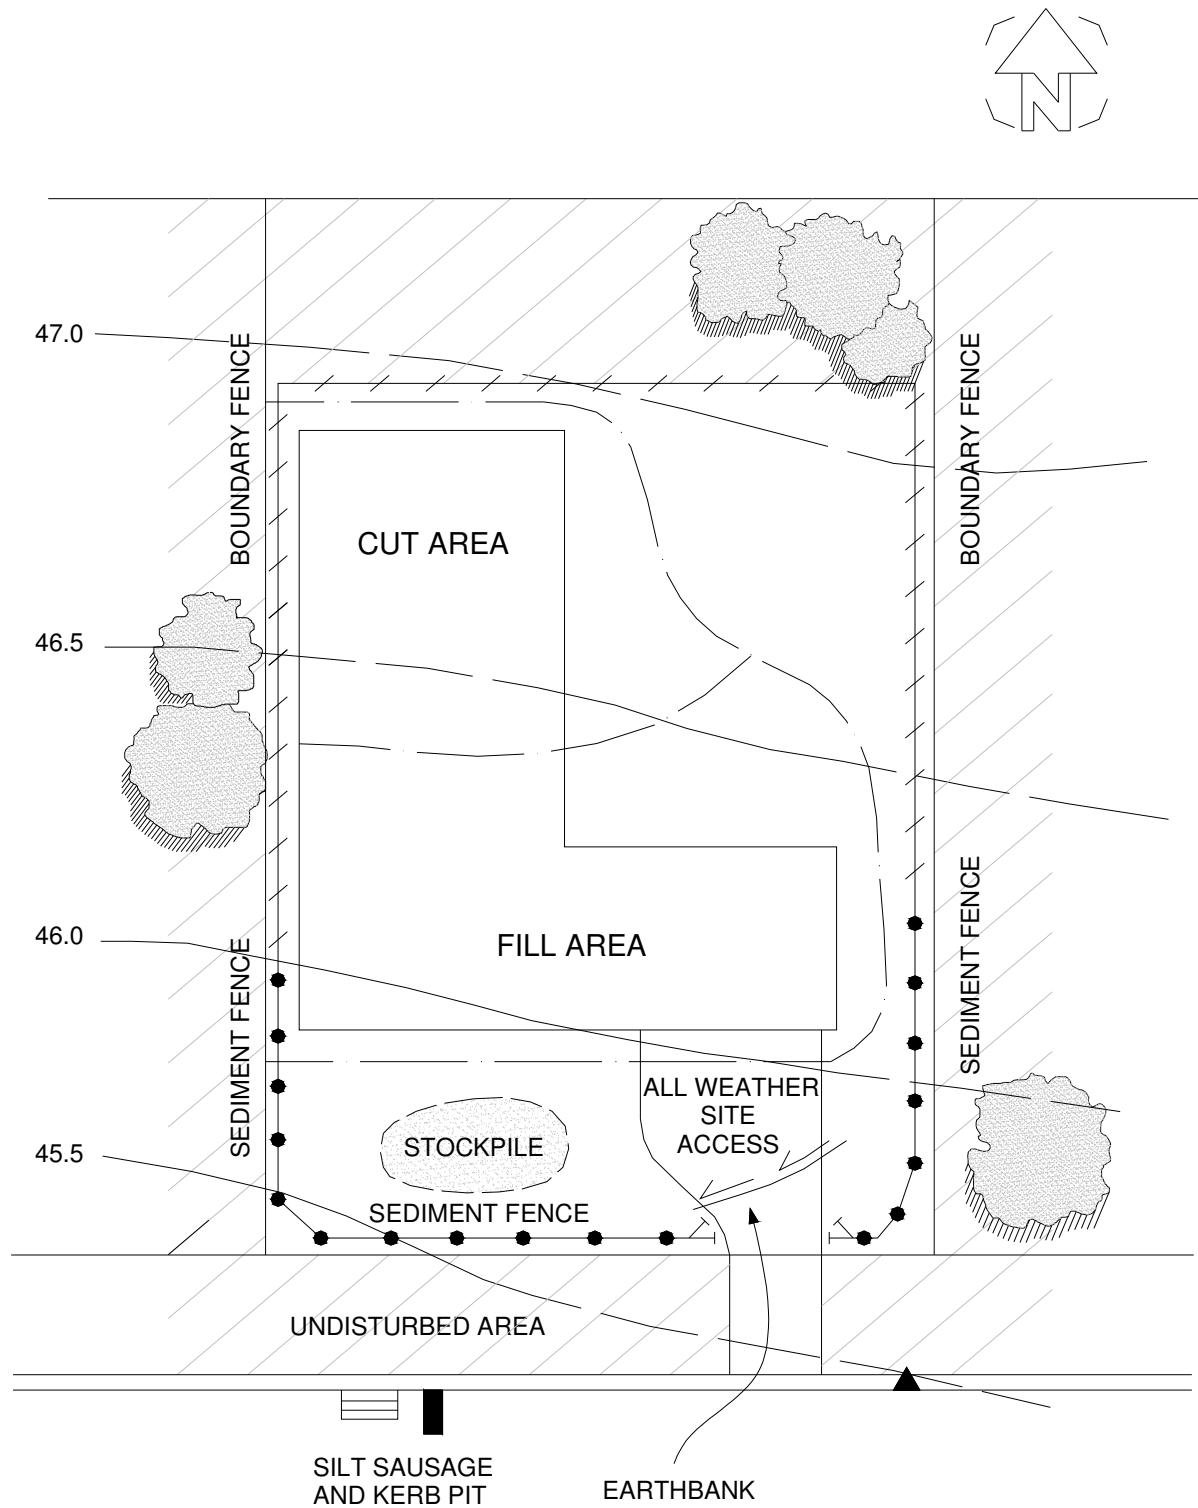 N
47.0
BOUNDARY FENCE
BOUNDARY FENCE
CUT AREA
46.5
46.0
FILL AREA
SEDIMENT FENCE
SEDIMENT FENCE
ALL WEATHER
SITE
ACCESS
45.5
STOCKPILE
SEDIMENT FENCE
UNDISTURBED AREA
SILT SAUSAGE
AND KERB PIT
EARTHBANK